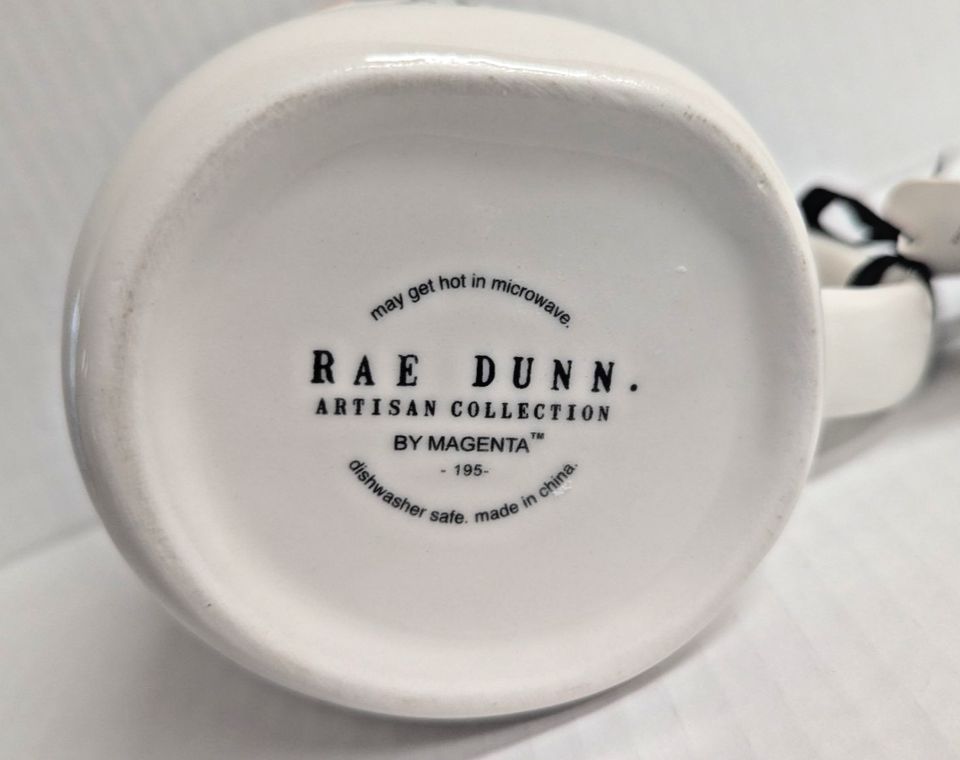 may get hot in microwave.
RAE DUNN.
ARTISAN COLLECTION
BY MAGENTA™
- 195-
dishwasher safe. made in china.